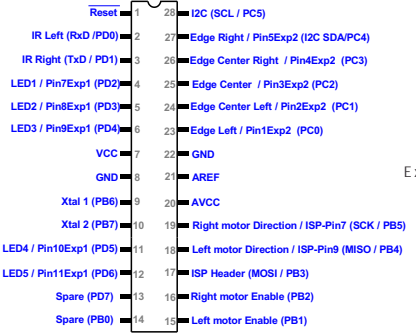 Reset 1 28 I2C (SCL / PC5)
IR Left (RxD /PD0) 2 27 Edge Right / Pin5Exp2 (I2C SDA/PC4)
IR Right (TxD / PD1) 3 26 Edge Center Right / Pin4Exp2 (PC3)
LED1 / Pin7Exp1 (PD2) 4 25 Edge Center / Pin3Exp2 (PC2)
LED2 / Pin8Exp1 (PD3) 5 24 Edge Center Left / Pin2Exp2 (PC1)
LED3 / Pin9Exp1 (PD4) 6 23 Edge Left / Pin1Exp2 (PC0)
VCC 7 22 GND
GND 8 21 AREF
Xtal 1 (PB6) 9 20 AVCC
Xtal 2 (PB7) 10 19 Right motor Direction / ISP-Pin7 (SCK / PB5)
LED4 / Pin10Exp1 (PD5) 11 18 Left motor Direction / ISP-Pin9 (MISO / PB4)
LED5 / Pin11Exp1 (PD6) 12 17 ISP Header (MOSI / PB3)
Spare (PD7) 13 16 Right motor Enable (PB2)
Spare (PB0) 14 15 Left motor Enable (PB1)